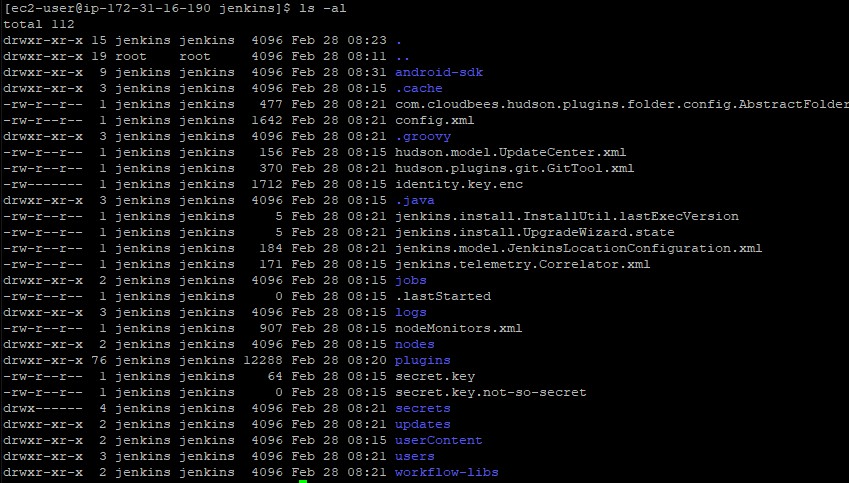 [ec2-user@ip-172-31-16-190 jenkins]$ ls -al
total 112
drwxr-xr-x 15 jenkins jenkins  4096 Feb 28 08:23 .
drwxr-xr-x 19 root    root     4096 Feb 28 08:11 ..
drwxr-xr-x  9 jenkins jenkins  4096 Feb 28 08:31 android-sdk
drwxr-xr-x  3 jenkins jenkins  4096 Feb 28 08:15 .cache
-rw-r--r--  1 jenkins jenkins   477 Feb 28 08:21 com.cloudbees.hudson.plugins.folder.config.AbstractFolder
-rw-r--r--  1 jenkins jenkins  1642 Feb 28 08:21 config.xml
drwxr-xr-x  3 jenkins jenkins  4096 Feb 28 08:21 .groovy
-rw-r--r--  1 jenkins jenkins   156 Feb 28 08:15 hudson.model.UpdateCenter.xml
-rw-r--r--  1 jenkins jenkins   370 Feb 28 08:21 hudson.plugins.git.GitTool.xml
-rw-------  1 jenkins jenkins  1712 Feb 28 08:15 identity.key.enc
drwxr-xr-x  3 jenkins jenkins  4096 Feb 28 08:15 .java
-rw-r--r--  1 jenkins jenkins     5 Feb 28 08:21 jenkins.install.InstallUtil.lastExecVersion
-rw-r--r--  1 jenkins jenkins     5 Feb 28 08:21 jenkins.install.UpgradeWizard.state
-rw-r--r--  1 jenkins jenkins   184 Feb 28 08:21 jenkins.model.JenkinsLocationConfiguration.xml
-rw-r--r--  1 jenkins jenkins   171 Feb 28 08:15 jenkins.telemetry.Correlator.xml
drwxr-xr-x  2 jenkins jenkins  4096 Feb 28 08:15 jobs
-rw-r--r--  1 jenkins jenkins     0 Feb 28 08:15 .lastStarted
drwxr-xr-x  3 jenkins jenkins  4096 Feb 28 08:15 logs
-rw-r--r--  1 jenkins jenkins   907 Feb 28 08:15 nodeMonitors.xml
drwxr-xr-x  2 jenkins jenkins  4096 Feb 28 08:15 nodes
drwxr-xr-x 76 jenkins jenkins 12288 Feb 28 08:20 plugins
-rw-r--r--  1 jenkins jenkins    64 Feb 28 08:15 secret.key
-rw-r--r--  1 jenkins jenkins     0 Feb 28 08:15 secret.key.not-so-secret
drwx------  4 jenkins jenkins  4096 Feb 28 08:21 secrets
drwxr-xr-x  2 jenkins jenkins  4096 Feb 28 08:21 updates
drwxr-xr-x  2 jenkins jenkins  4096 Feb 28 08:15 userContent
drwxr-xr-x  3 jenkins jenkins  4096 Feb 28 08:21 users
drwxr-xr-x  2 jenkins jenkins  4096 Feb 28 08:21 workflow-libs